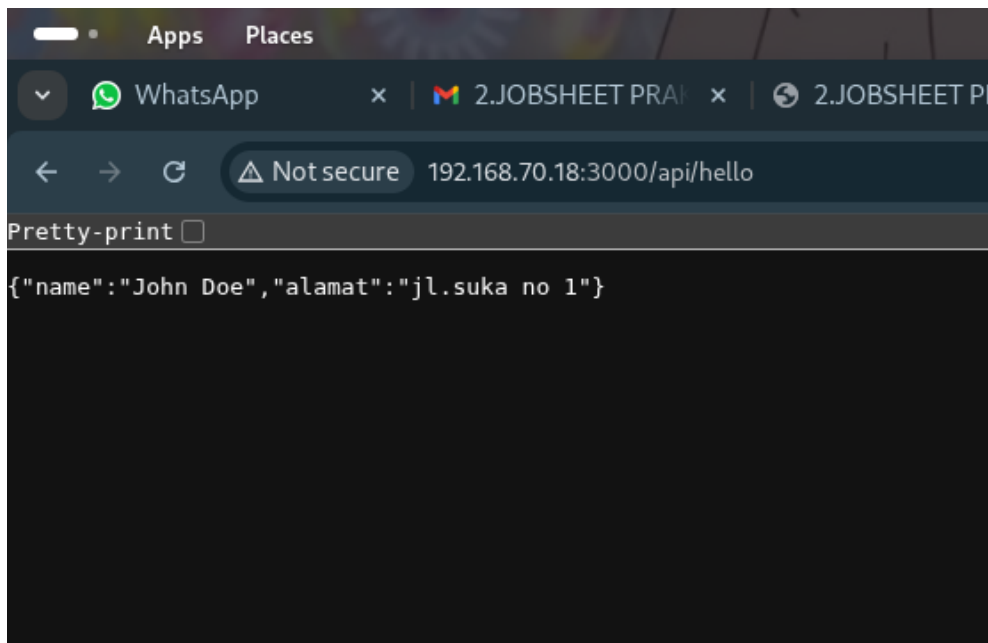 Apps Places
WhatsApp 2.JOBSHEET PRA 2.JOBSHEET P
Not secure 192.168.70.18:3000/api/hello
Pretty-print
{"name":"John Doe","alamat":"jl.suka no 1"}